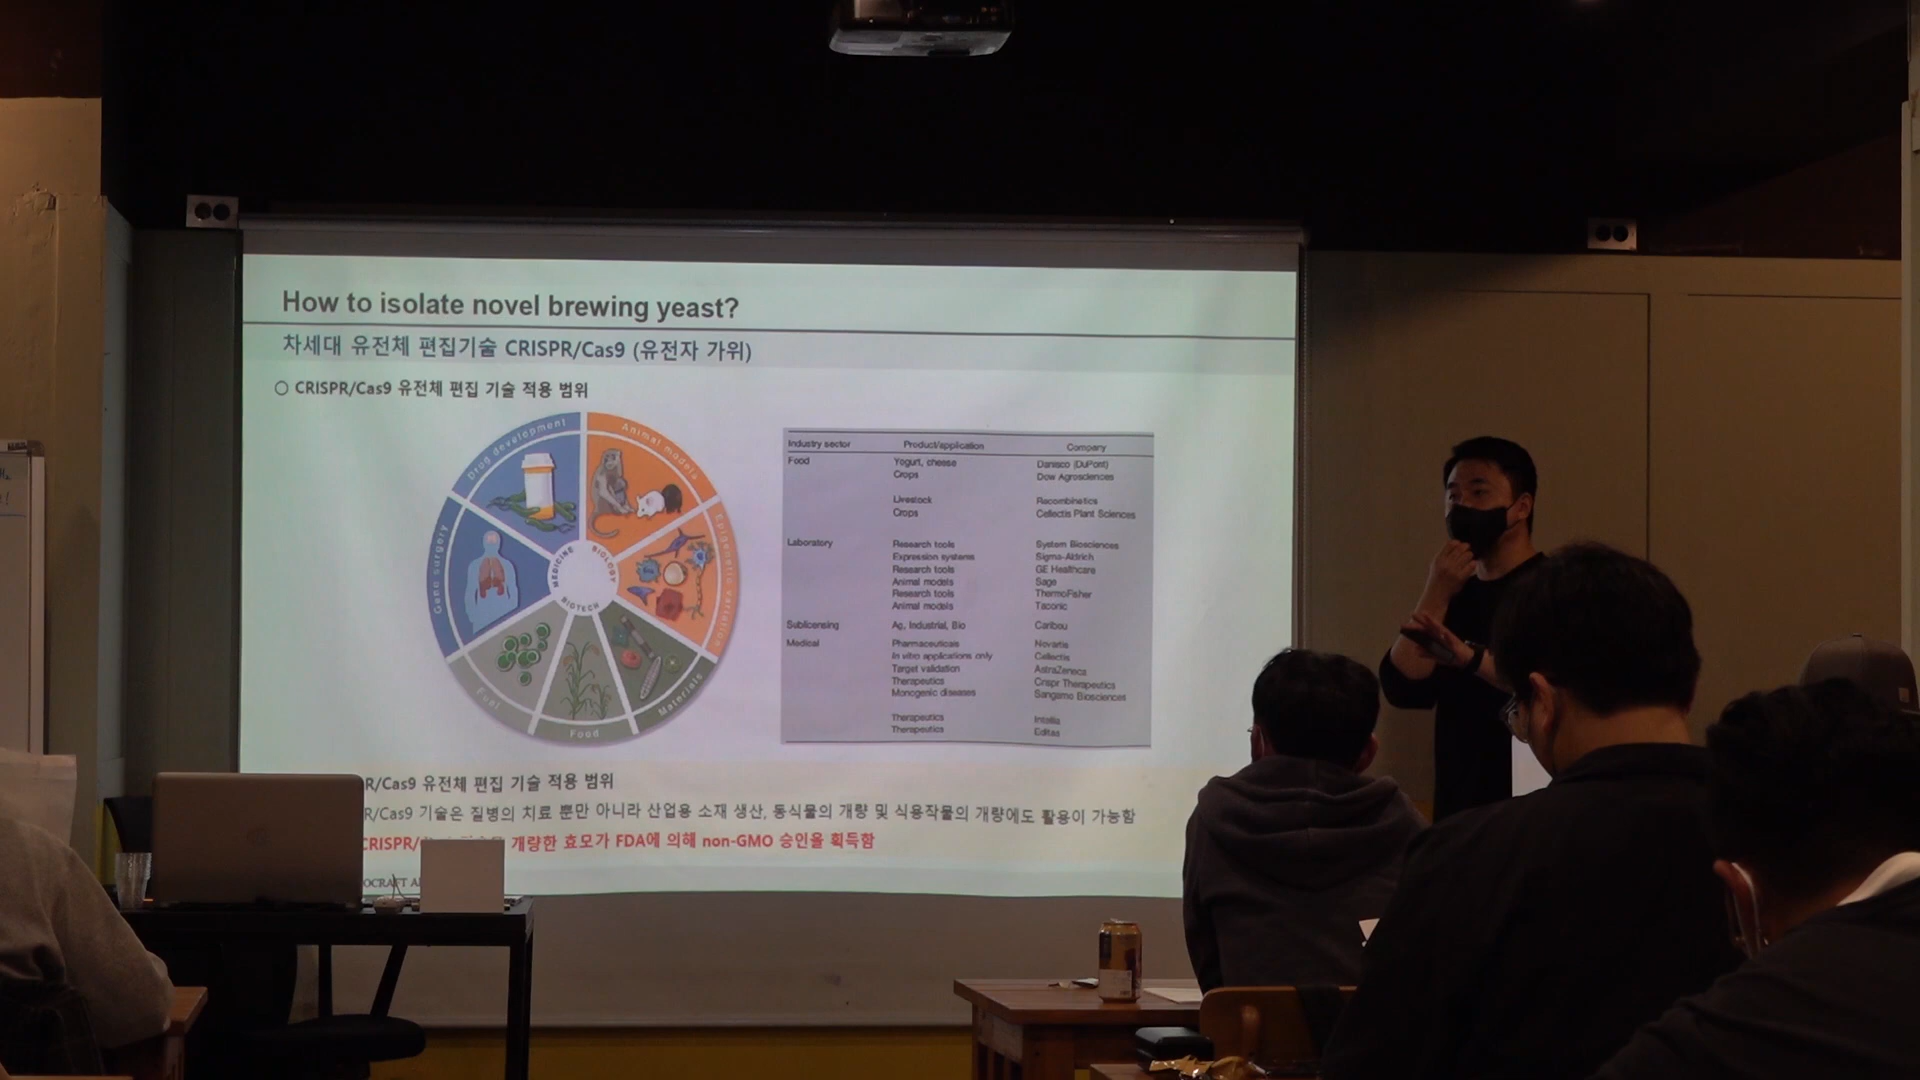 How to isolate novel brewing yeast?
차세대 유전체 편집기술 CRISPR/Cas9 (유전자 가위)
○ CRISPR/Cas9 유전체 편집 기술 적용 범위
Drug development
Animal models
Gene surgery
Epigenetic variation
MEDICINE
BIOLOGY
BIOTECH
Fuel
Food
Materials
Industry sector Product/application Company
Food Yogurt, cheese Danisco (DuPont)
Crops Dow Agrosciences
Livestock Recombinetics
Crops Cellectis Plant Sciences
Laboratory Research tools System Biosciences
Expression systems Sigma-Aldrich
Research tools GE Healthcare
Animal models Sage
Research tools ThermoFisher
Animal models Taconic
Sublicensing Ag, Industrial, Bio Caribou
Medical Pharmaceuticals Novartis
In vitro applications only Cellectis
Target validation AstraZeneca
Therapeutics Crispr Therapeutics
Monogenic diseases Sangamo Biosciences
Therapeutics Intellia
Therapeutics Editas
R/Cas9 유전체 편집 기술 적용 범위
R/Cas9 기술은 질병의 치료 뿐만 아니라 산업용 소재 생산, 동식물의 개량 및 식용작물의 개량에도 활용이 가능함
CRISPR/ 개량한 효모가 FDA에 의해 non-GMO 승인을 획득함
OCRAFT A